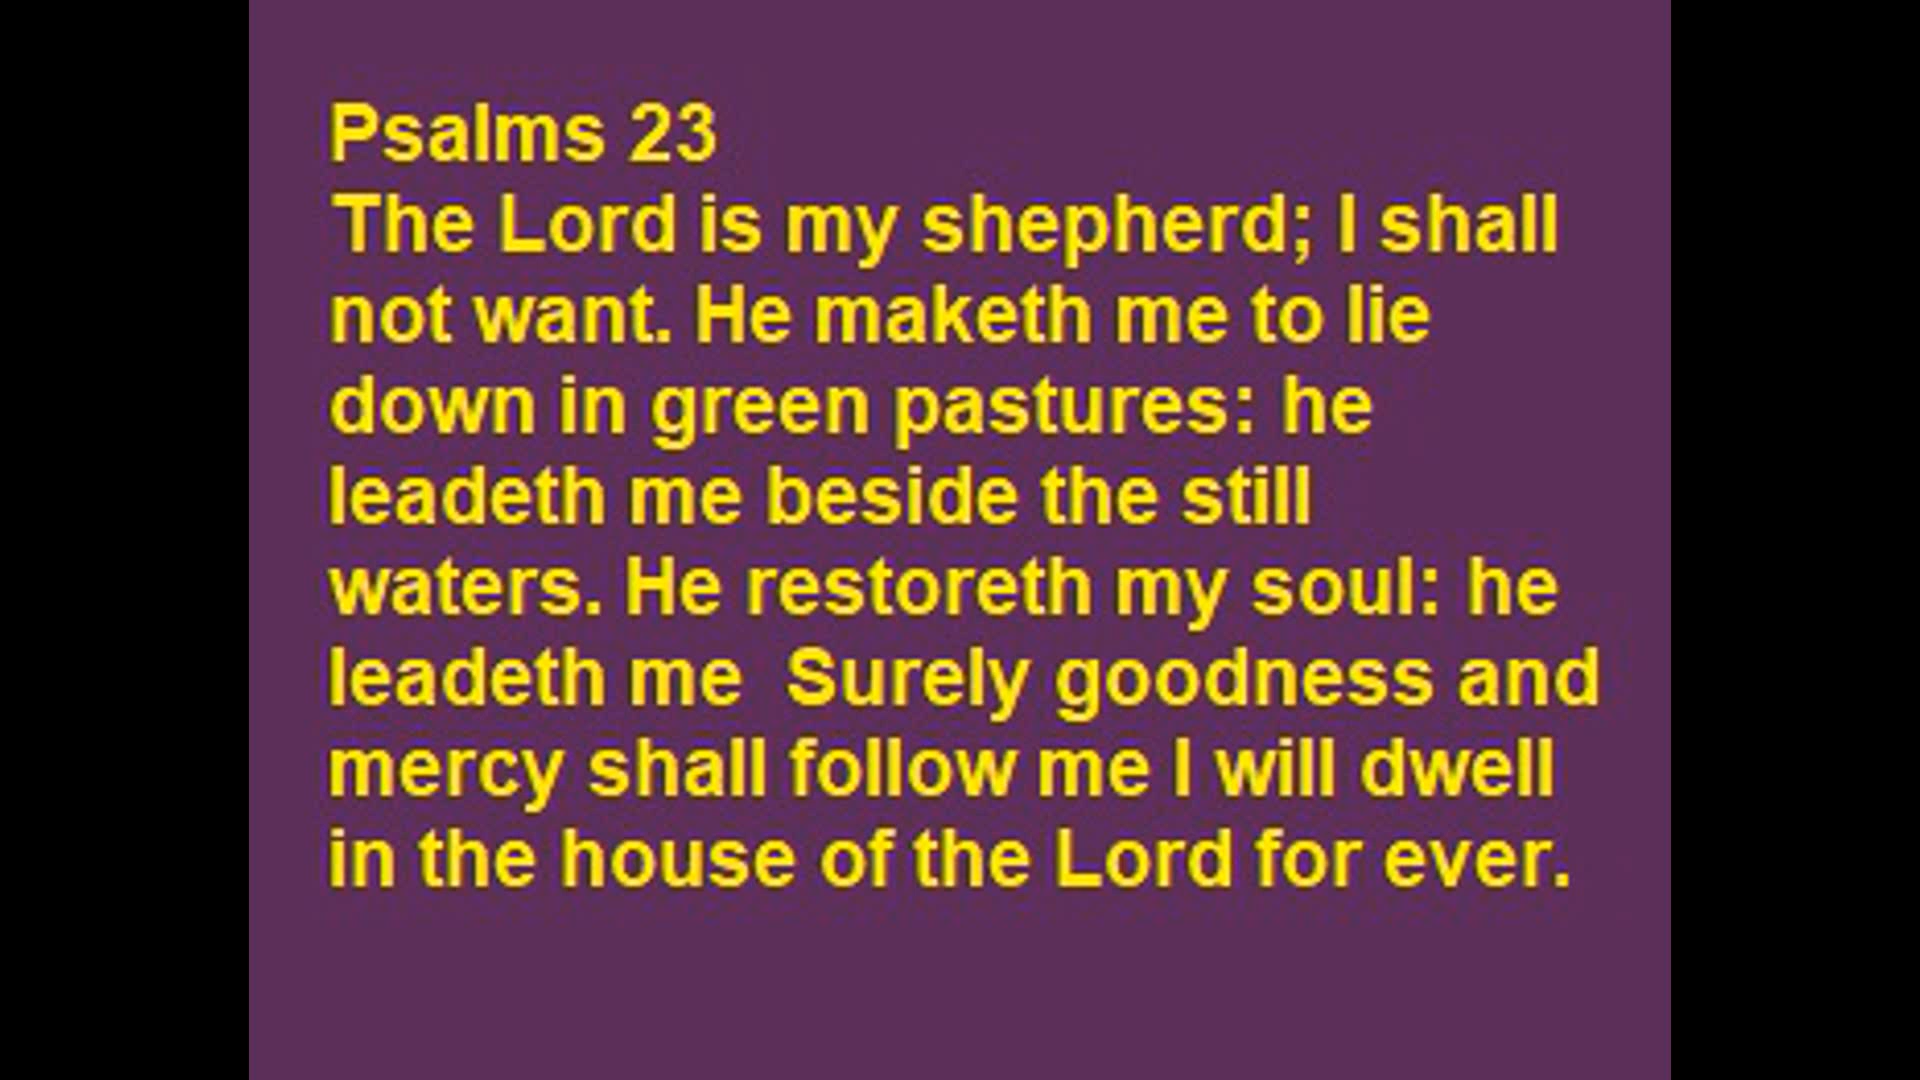 Psalms 23
The Lord is my shepherd; I shall
not want. He maketh me to lie
down in green pastures: he
leadeth me beside the still
waters. He restoreth my soul: he
leadeth me  Surely goodness and
mercy shall follow me I will dwell
in the house of the Lord for ever.